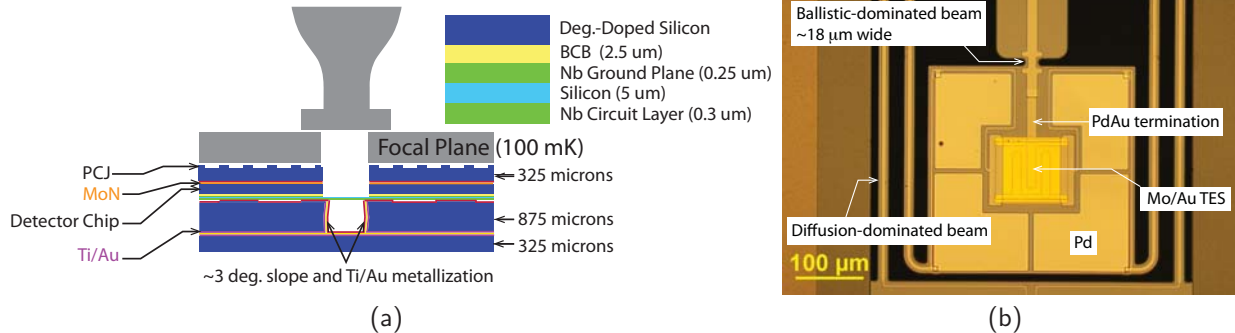 Deg.-Doped Silicon
BCB (2.5 um)
Nb Ground Plane (0.25 um)
Silicon (5 um)
Nb Circuit Layer (0.3 um)
Focal Plane (100 mK)
PCJ
MoN
Detector Chip
Ti/Au
325 microns
875 microns
325 microns
~3 deg. slope and Ti/Au metallization
(a)
Ballistic-dominated beam
~18 μm wide
PdAu termination
Mo/Au TES
Diffusion-dominated beam
Pd
100 μm
(b)